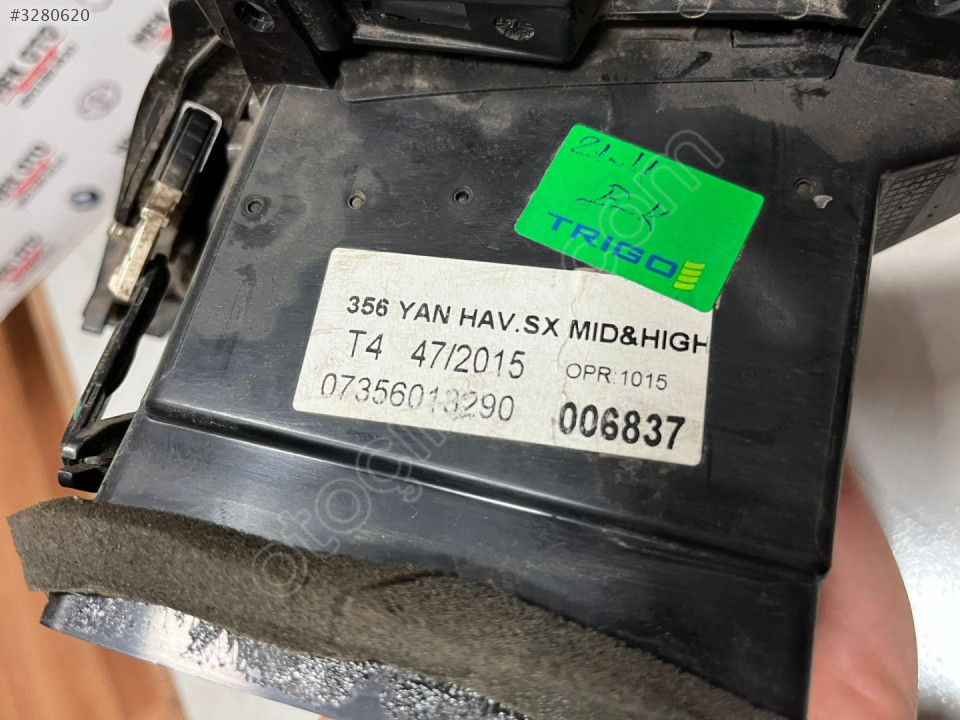 #3280620
TRIGO
356 YAN HAV.SX MID&HIGH
T4 47/2015
OPR:1015
07356013290
006837